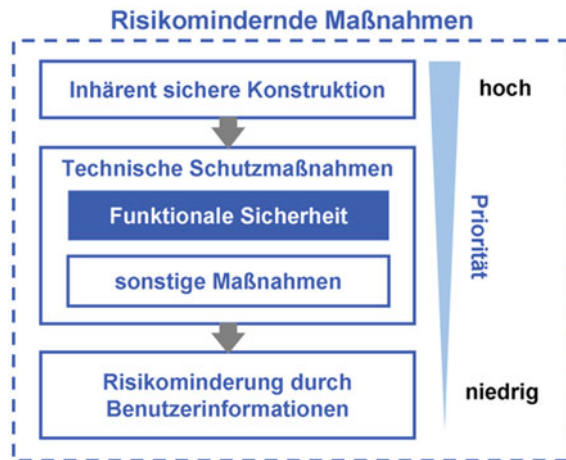 Risikomindernde Maßnahmen
Inhärent sichere Konstruktion
hoch
Technische Schutzmaßnahmen
Funktionale Sicherheit
sonstige Maßnahmen
Priorität
Risikominderung durch
Benutzerinformationen
niedrig